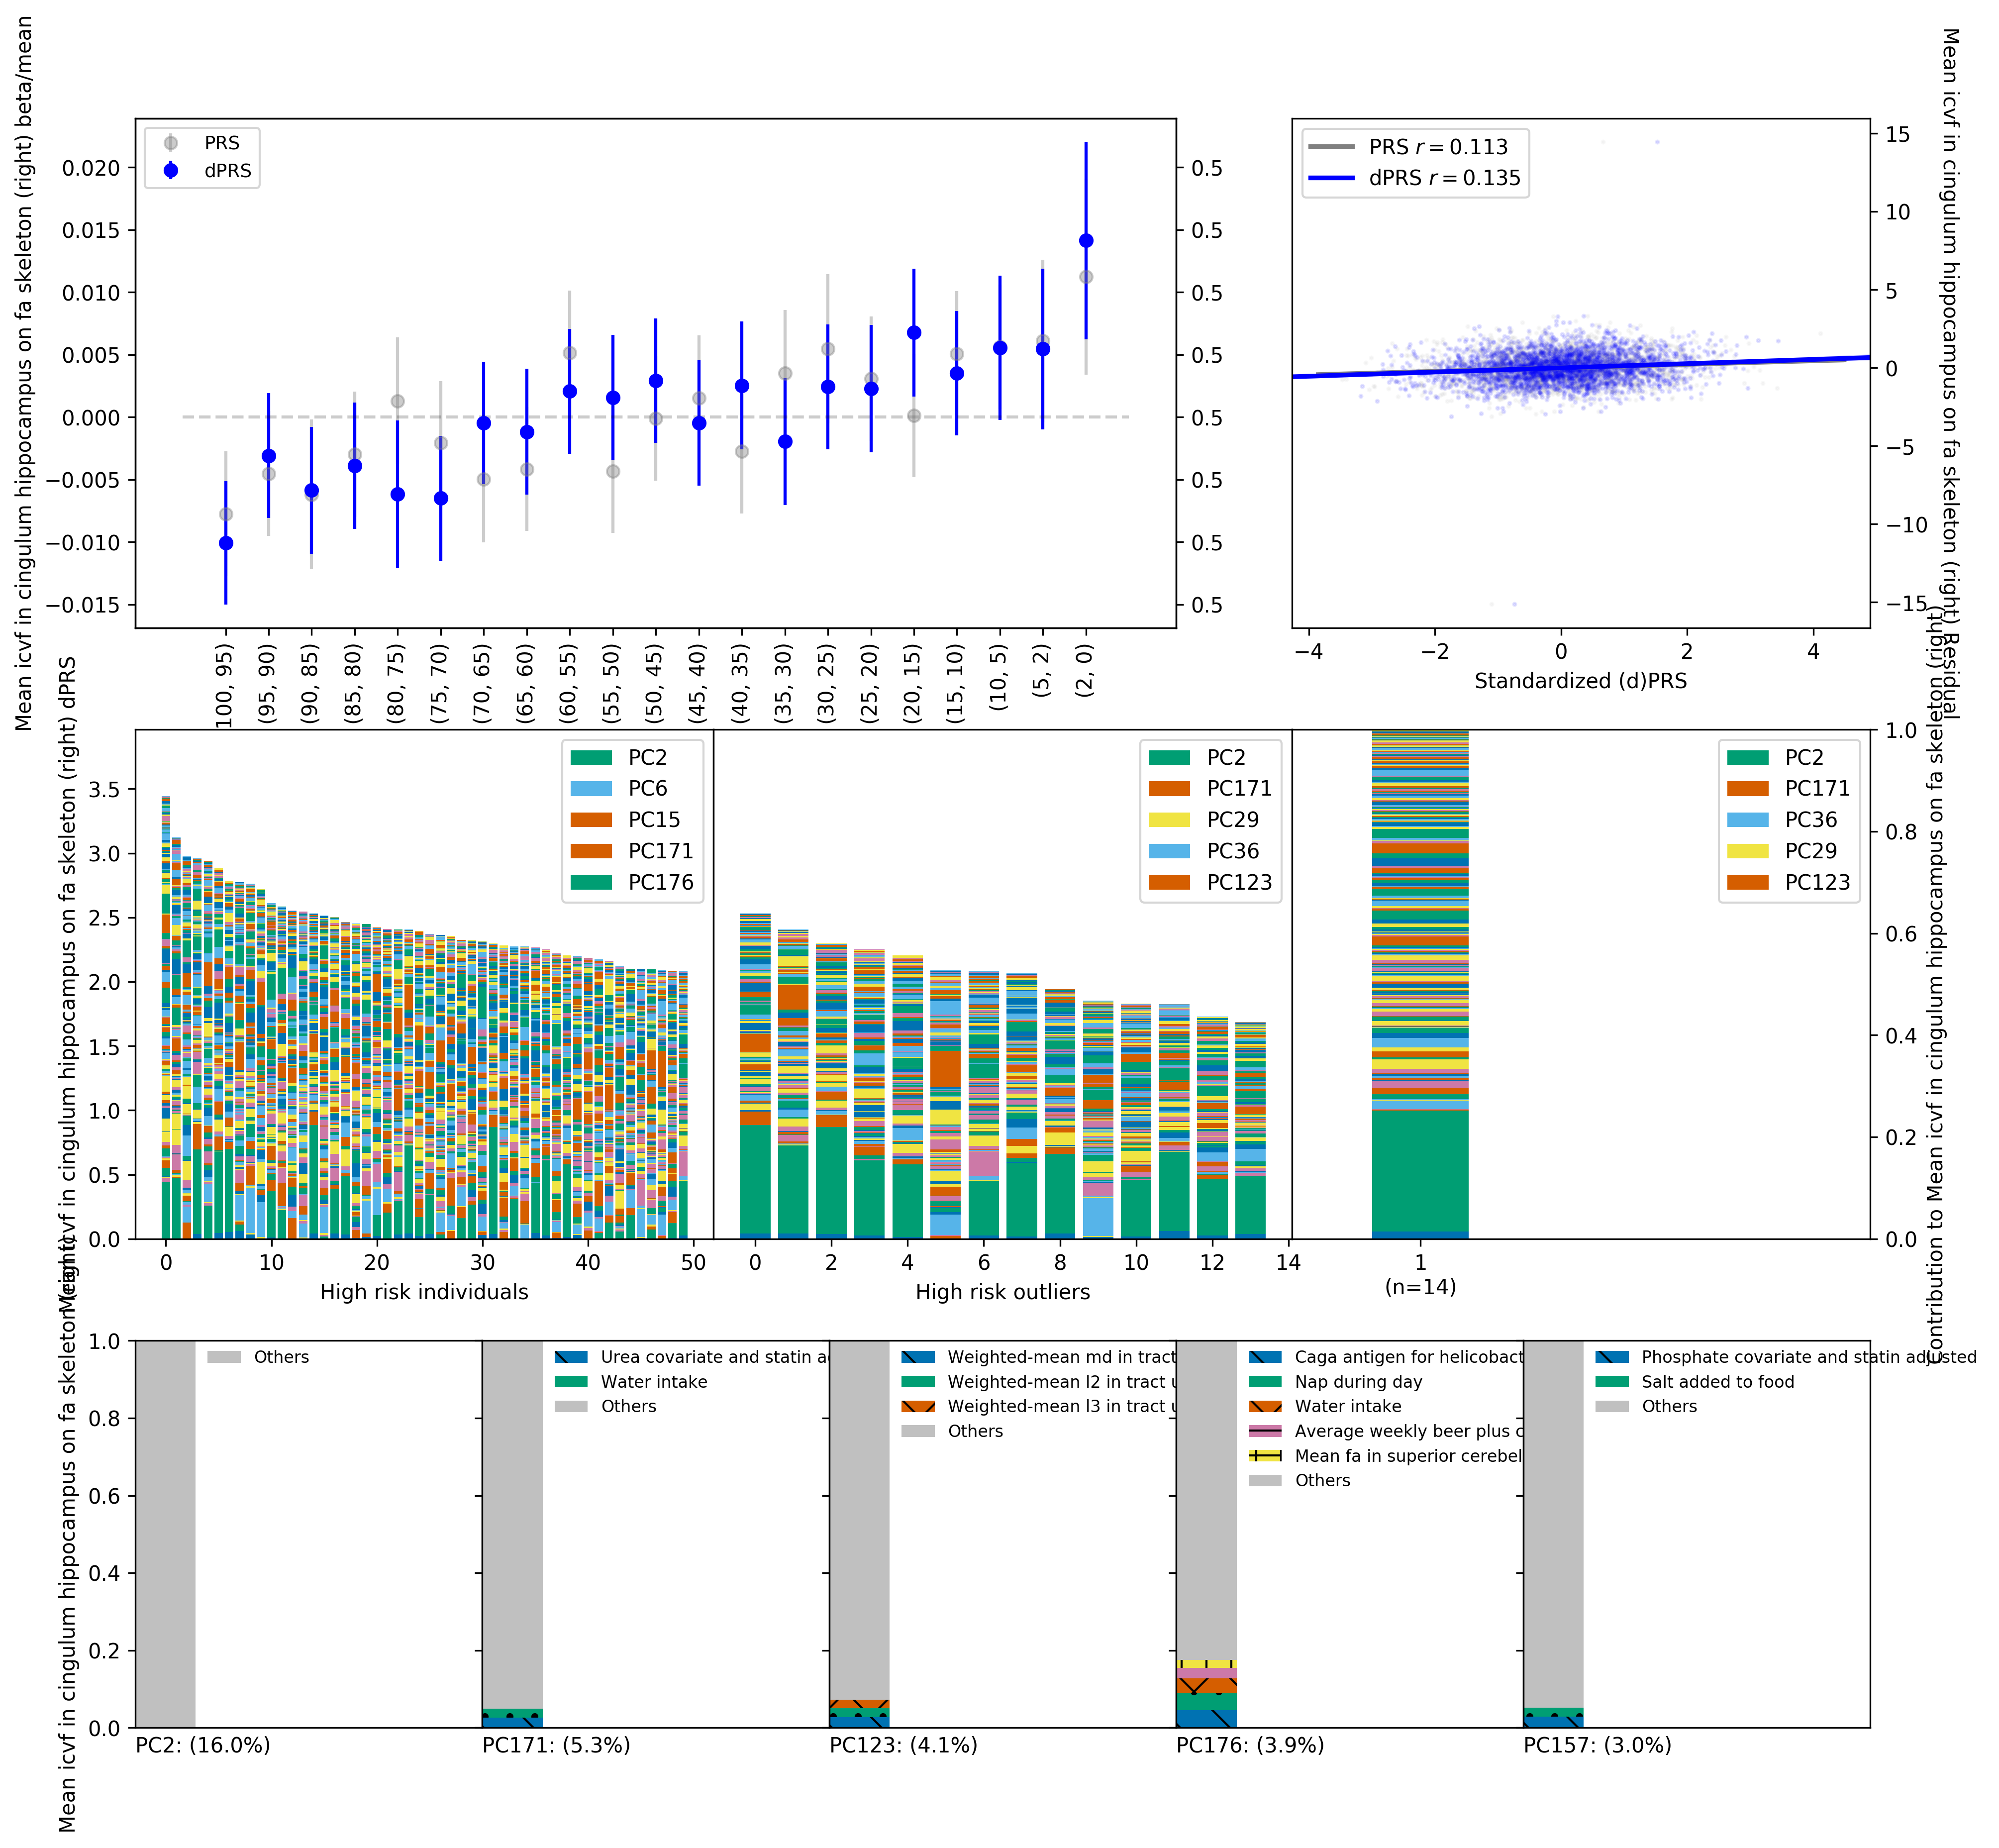 Mean icvf in cingulum hippocampus on fa skeleton (right) beta/mean
PRS
dPRS
0.020
0.015
0.010
0.005
0.000
−0.005
−0.010
−0.015
0.5
0.5
0.5
0.5
0.5
0.5
0.5
0.5
100, 95)
(95, 90)
(90, 85)
(85, 80)
(80, 75)
(75, 70)
(70, 65)
(65, 60)
(60, 55)
(55, 50)
(50, 45)
(45, 40)
(40, 35)
(35, 30)
(30, 25)
(25, 20)
(20, 15)
(15, 10)
(10, 5)
(5, 2)
(2, 0)
PRS r = 0.113
dPRS r = 0.135
15
10
5
0
−5
−10
−15
−4
−2
0
2
4
Standardized (d)PRS
Mean icvf in cingulum hippocampus on fa skeleton (right) Residual
Mean icvf in cingulum hippocampus on fa skeleton (right) dPRS
3.5
3.0
2.5
2.0
1.5
1.0
0.5
0.0
PC2
PC6
PC15
PC171
PC176
0
10
20
30
40
50
High risk individuals
PC2
PC171
PC29
PC36
PC123
0
2
4
6
8
10
12
14
High risk outliers
PC2
PC171
PC36
PC29
PC123
1
(n=14)
1.0
0.8
0.6
0.4
0.2
0.0
Contribution to Mean icvf in cingulum hippocampus on fa skeleton (right)
Mean icvf in cingulum hippocampus on fa skeleton (right)
1.0
0.8
0.6
0.4
0.2
0.0
Others
PC2: (16.0%)
Urea covariate and statin
Water intake
Others
PC171: (5.3%)
Weighted-mean md in tract
Weighted-mean l2 in tract
Weighted-mean l3 in tract
Others
PC123: (4.1%)
Caga antigen for helicobact
Nap during day
Water intake
Average weekly beer plus
Mean fa in superior cerebel
Others
PC176: (3.9%)
Phosphate covariate and statin adjusted
Salt added to food
Others
PC157: (3.0%)